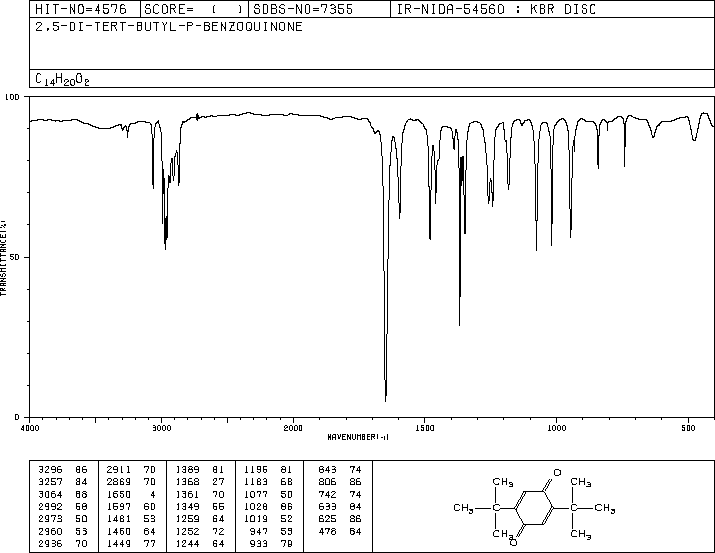 HIT-NO=4576 SCORE= ( ) SDBS-NO=7355 IR-NIDA-54560 : KBR DISC
2,5-DI-TERT-BUTYL-P-BENZOQUINONE
C14H20O2
100
50
0
TRANSMITTANCE(%)
4000 3000 2000 1500 1000 500
WAVENUMBER(-1)
3296 86 2911 70 1389 81 1196 81 843 74
3257 84 2869 70 1368 27 1183 68 806 86
3064 68 1650 4 1361 70 1077 50 742 74
2992 58 1597 60 1349 55 1028 86 633 84
2973 50 1481 53 1259 64 1019 52 625 86
2960 53 1460 64 1252 72 947 55 476 84
2936 70 1449 77 1244 64 933 79
O
CH3 CH3
CH3 C C CH3
CH3 CH3
O